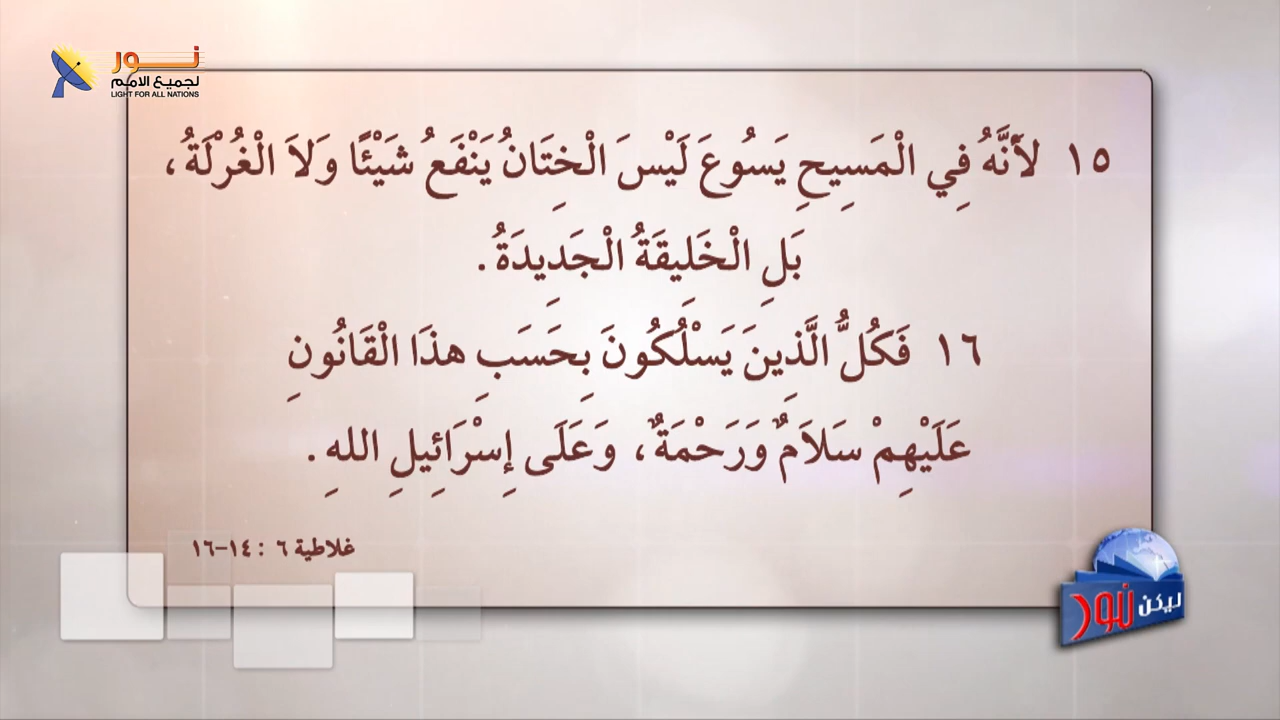 نور
لجميع الامم
LIGHT FOR ALL NATIONS
١٥ لأَنَّهُ فِي الْمَسِيحِ يَسُوعَ لَيْسَ الْخِتَانُ يَنْفَعُ شَيْئًا وَلاَ الْغُرْلَةُ،
بَلِ الْخَلِيقَةُ الْجَدِيدَةُ.
١٦ فَكُلُّ الَّذِينَ يَسْلُكُونَ بِحَسَبِ هذَا الْقَانُونِ
عَلَيْهِمْ سَلاَمٌ وَرَحْمَةٌ، وَعَلَى إِسْرَائِيلِ اللهِ.
غلاطية ٦ : ١٤-١٦
ليكن نور